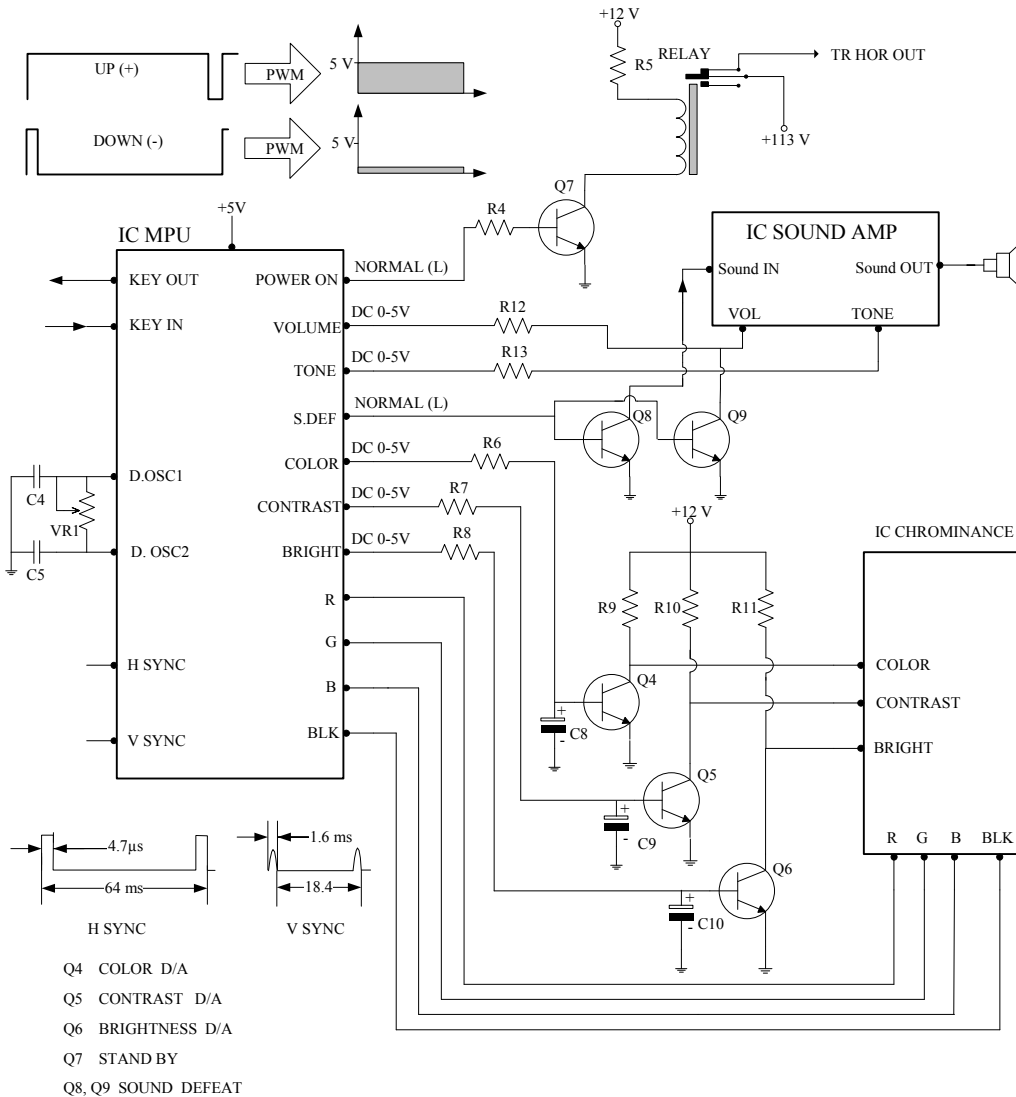 +12 V
R5
RELAY
TR HOR OUT
+113 V
UP (+)
PWM
5 V
DOWN (-)
PWM
5 V
Q7
R4
+5V
IC MPU
KEY OUT
KEY IN
D.OSC1
D. OSC2
H SYNC
V SYNC
POWER ON
VOLUME
TONE
S.DEF
COLOR
CONTRAST
BRIGHT
R
G
B
BLK
NORMAL (L)
DC 0-5V
R12
DC 0-5V
R13
NORMAL (L)
DC 0-5V
R6
DC 0-5V
R7
DC 0-5V
R8
IC SOUND AMP
Sound IN
Sound OUT
VOL
TONE
Q8
Q9
C4
VR1
C5
+12 V
R9
R10
R11
IC CHROMINANCE
COLOR
CONTRAST
BRIGHT
R G B BLK
Q4
+
C8
-
Q5
+
C9
-
Q6
+
C10
-
4.7µs
64 ms
H SYNC
1.6 ms
18.4
V SYNC
Q4 COLOR D/A
Q5 CONTRAST D/A
Q6 BRIGHTNESS D/A
Q7 STAND BY
Q8, Q9 SOUND DEFEAT